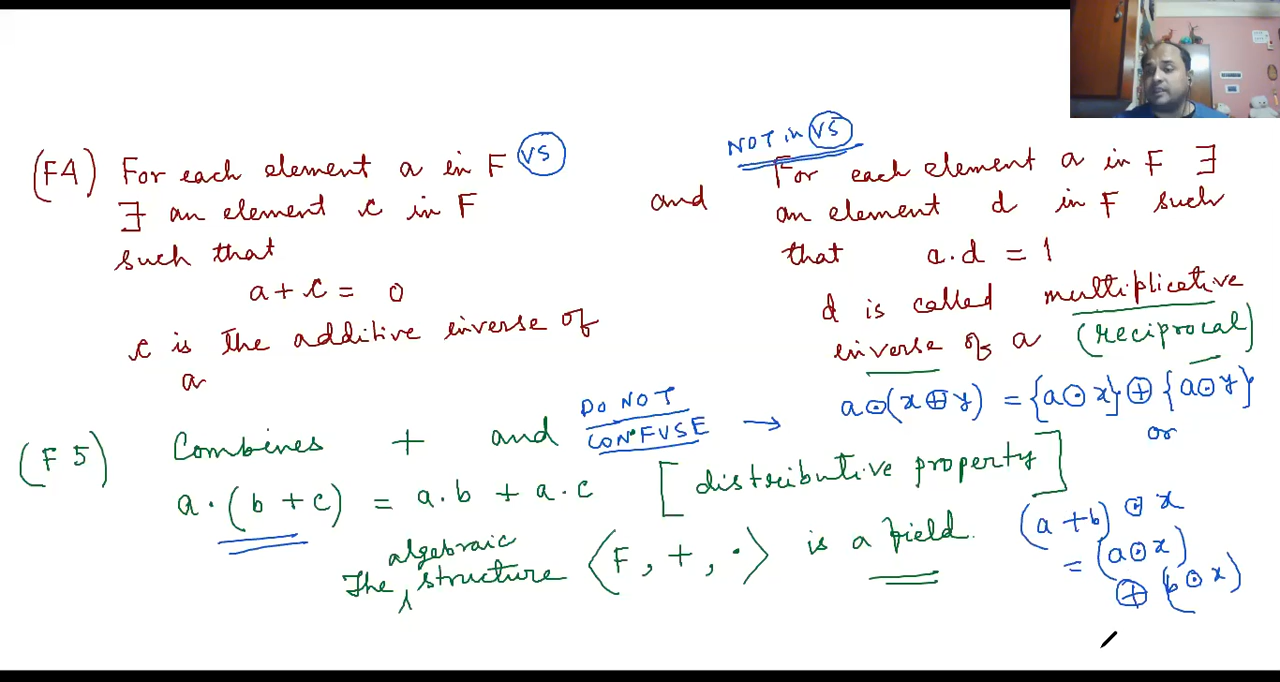 NOT in VS
(F4) For each element a in F VS
∃ an element c in F
such that
a + c = 0
c is the additive inverse of
a
and
For each element a in F ∃
an element d in F such
that a.d = 1
d is called multiplicative
inverse of a (reciprocal)
DO NOT
CONFUSE → a⊙(x⊕y) = {a⊙x}⊕{a⊙y}
or
(F5) Combines + and
a.(b + c) = a.b + a.c [distributive property]
(a + b) ⊙ x
= (a⊙x)
⊕ (b⊙x)
algebraic
The structure ⟨F, +, .⟩ is a field.